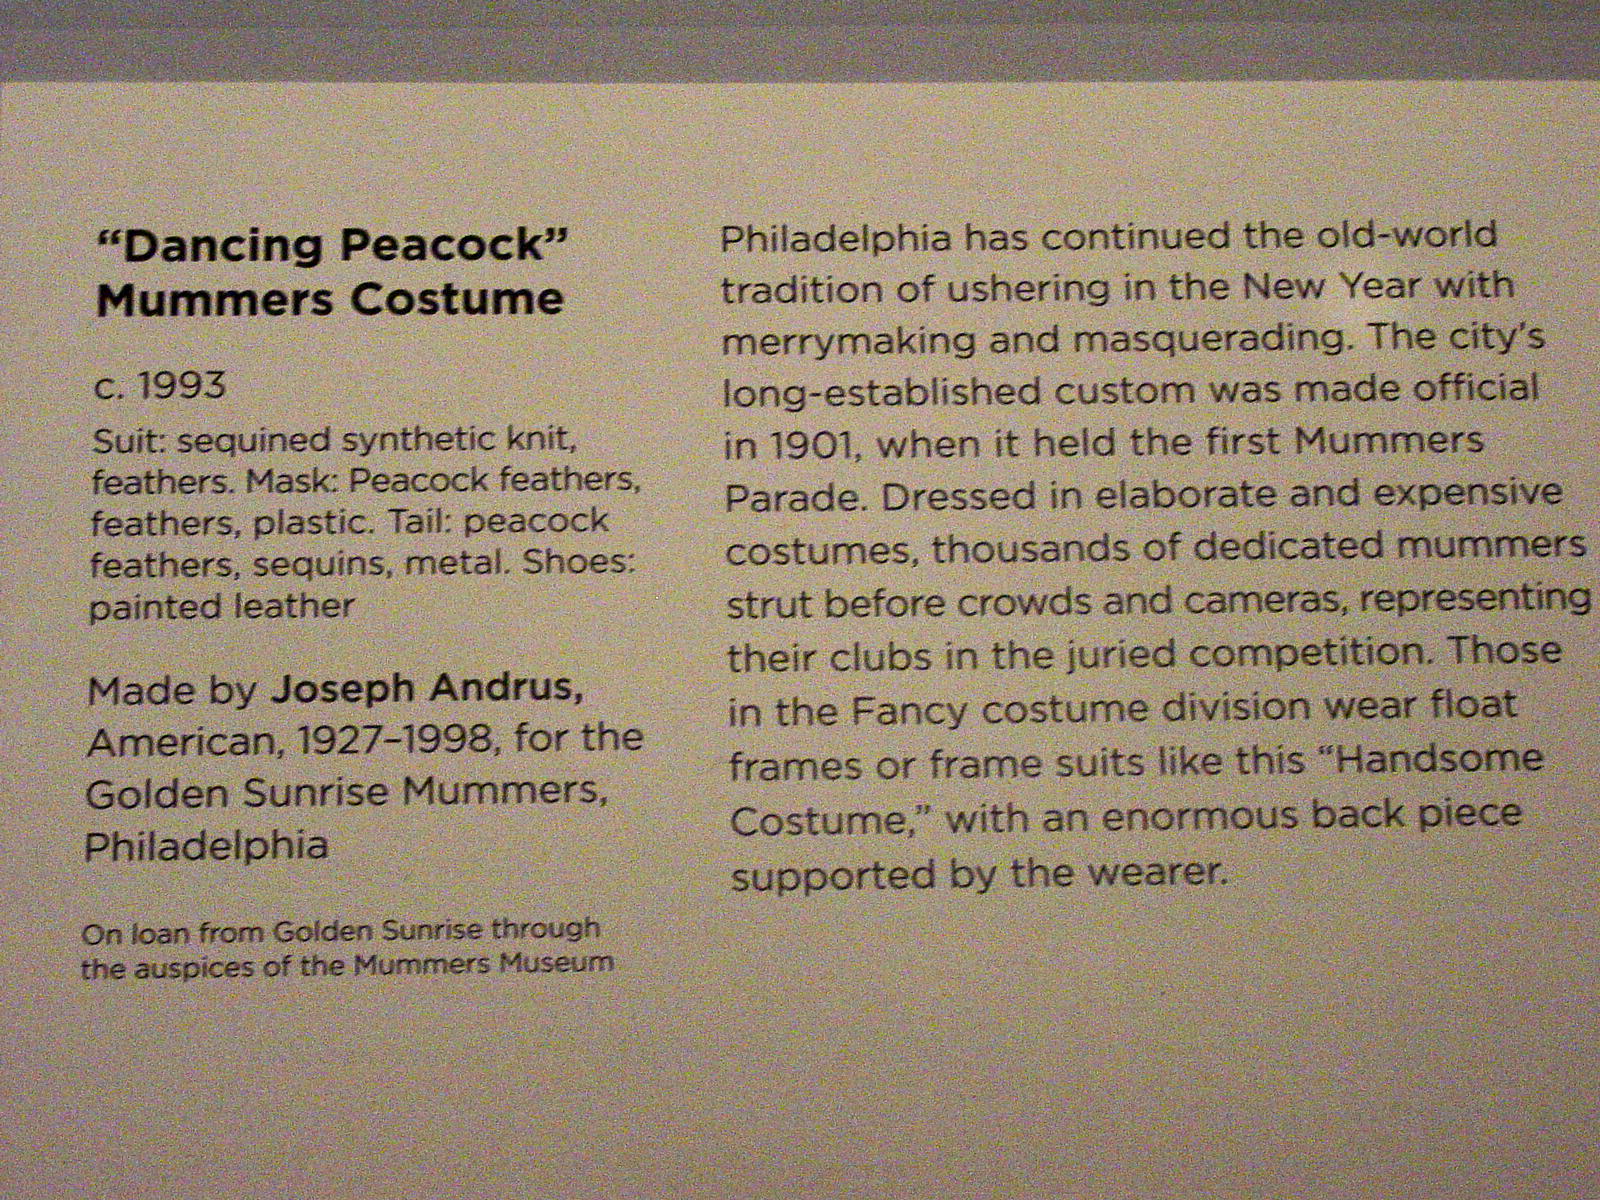 “Dancing Peacock”
Mummers Costume
c. 1993
Suit: sequined synthetic knit,
feathers. Mask: Peacock feathers,
feathers, plastic. Tail: peacock
feathers, sequins, metal. Shoes:
painted leather
Made by Joseph Andrus,
American, 1927–1998, for the
Golden Sunrise Mummers,
Philadelphia
On loan from Golden Sunrise through
the auspices of the Mummers Museum
Philadelphia has continued the old-world
tradition of ushering in the New Year with
merrymaking and masquerading. The city’s
long-established custom was made official
in 1901, when it held the first Mummers
Parade. Dressed in elaborate and expensive
costumes, thousands of dedicated mummers
strut before crowds and cameras, representing
their clubs in the juried competition. Those
in the Fancy costume division wear float
frames or frame suits like this “Handsome
Costume,” with an enormous back piece
supported by the wearer.